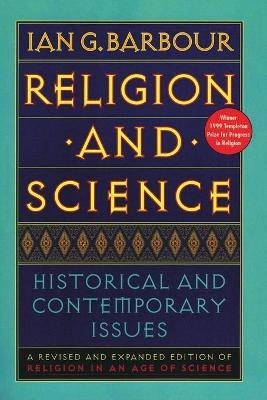 IAN G. BARBOUR
RELIGION
·AND·
SCIENCE
Winner
1999 Templeton
Prize for Progress
in Religion
HISTORICAL AND
CONTEMPORARY
ISSUES
A REVISED AND EXPANDED EDITION OF
RELIGION IN AN AGE OF SCIENCE